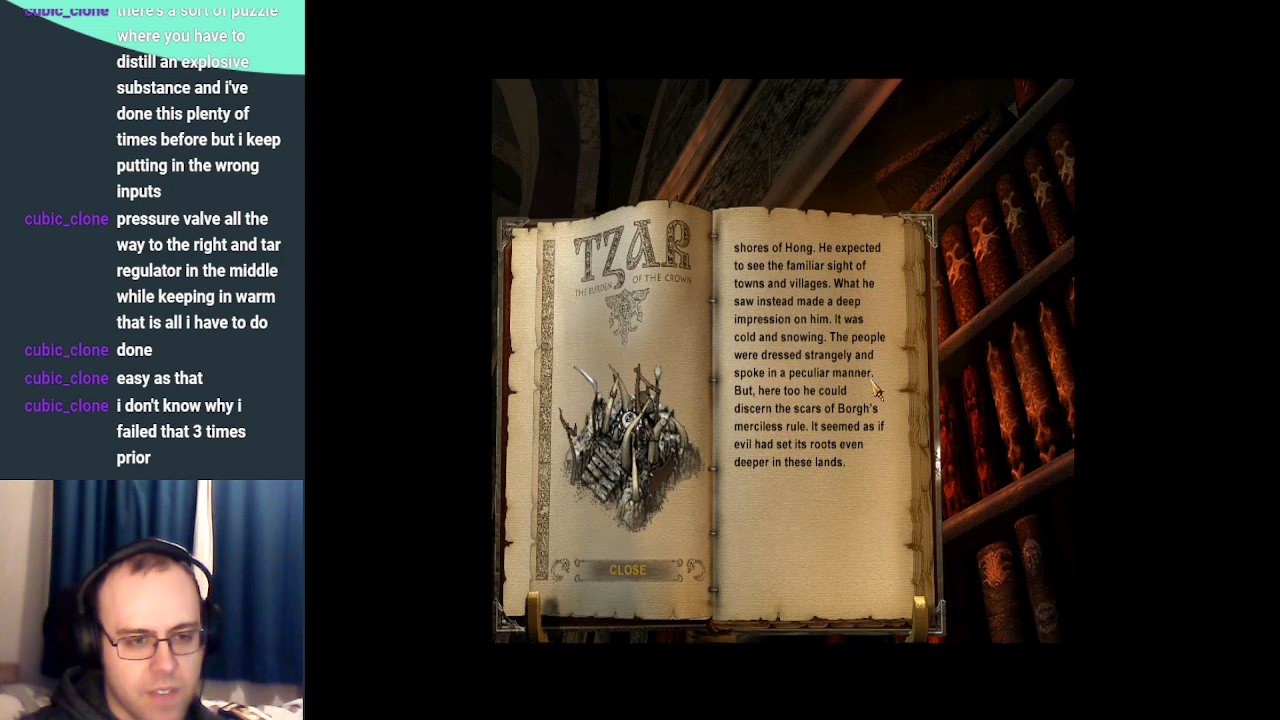 cubic_clone there's a sort of puzzle
where you have to
distill an explosive
substance and i've
done this plenty of
times before but i keep
putting in the wrong
inputs
cubic_clone pressure valve all the
way to the right and tar
regulator in the middle
while keeping in warm
that is all i have to do
cubic_clone done
cubic_clone easy as that
cubic_clone i don't know why i
failed that 3 times
prior
TZAR
THE BURDEN OF THE CROWN
CLOSE
shores of Hong. He expected
to see the familiar sight of
towns and villages. What he
saw instead made a deep
impression on him. It was
cold and snowing. The people
were dressed strangely and
spoke in a peculiar manner.
But, here too he could
discern the scars of Borgh's
merciless rule. It seemed as if
evil had set its roots even
deeper in these lands.